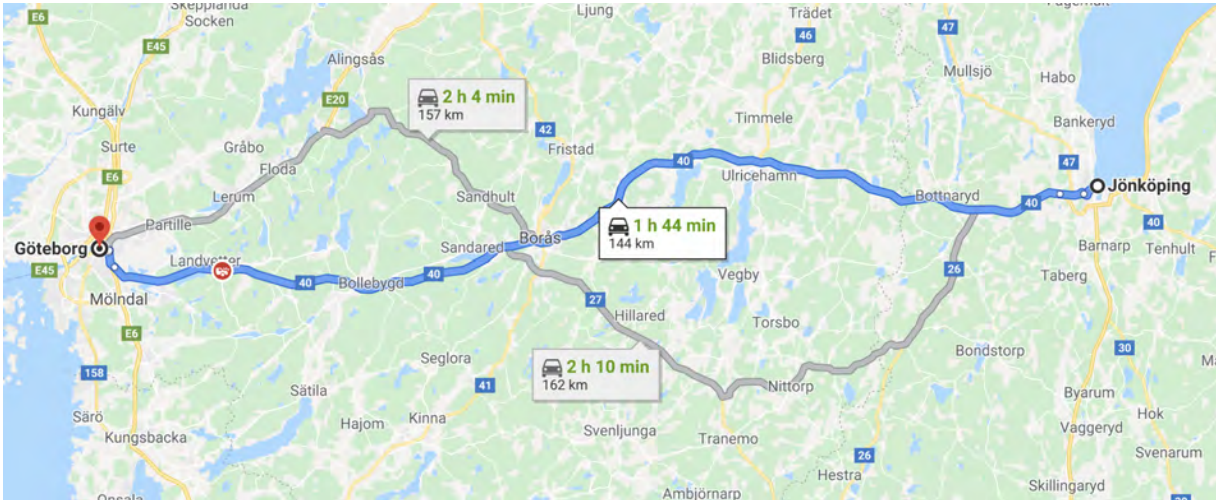 Skepplanda
Socken
E6
E45
Ljung
Trädet
46
47
Alingsås
Blidsberg
Mullsjö
Habo
Kungälv
E20
2 h 4 min
157 km
42
Timmele
Bankeryd
Surte
Gråbo
Floda
Fristad
47
E6
Lerum
Sandhult
40
Ulricehamn
Bottnaryd
40
Jönköping
Partille
1 h 44 min
144 km
40
Göteborg
Landvetter
Sandared
Borås
Barnarp
Tenhult
E45
40
Bollebygd
40
Vegby
26
Taberg
Mölndal
27
Hillared
Torsbo
E6
Seglora
2 h 10 min
162 km
Bondstorp
30
158
Sätila
41
Nittorp
Byarum
Särö
Hajom
Kinna
Svenljunga
Tranemo
Hok
Vaggeryd
Kungsbacka
26
Svenarum
Hestra
Skillingaryd
Onsala
Ambjörnarp
30